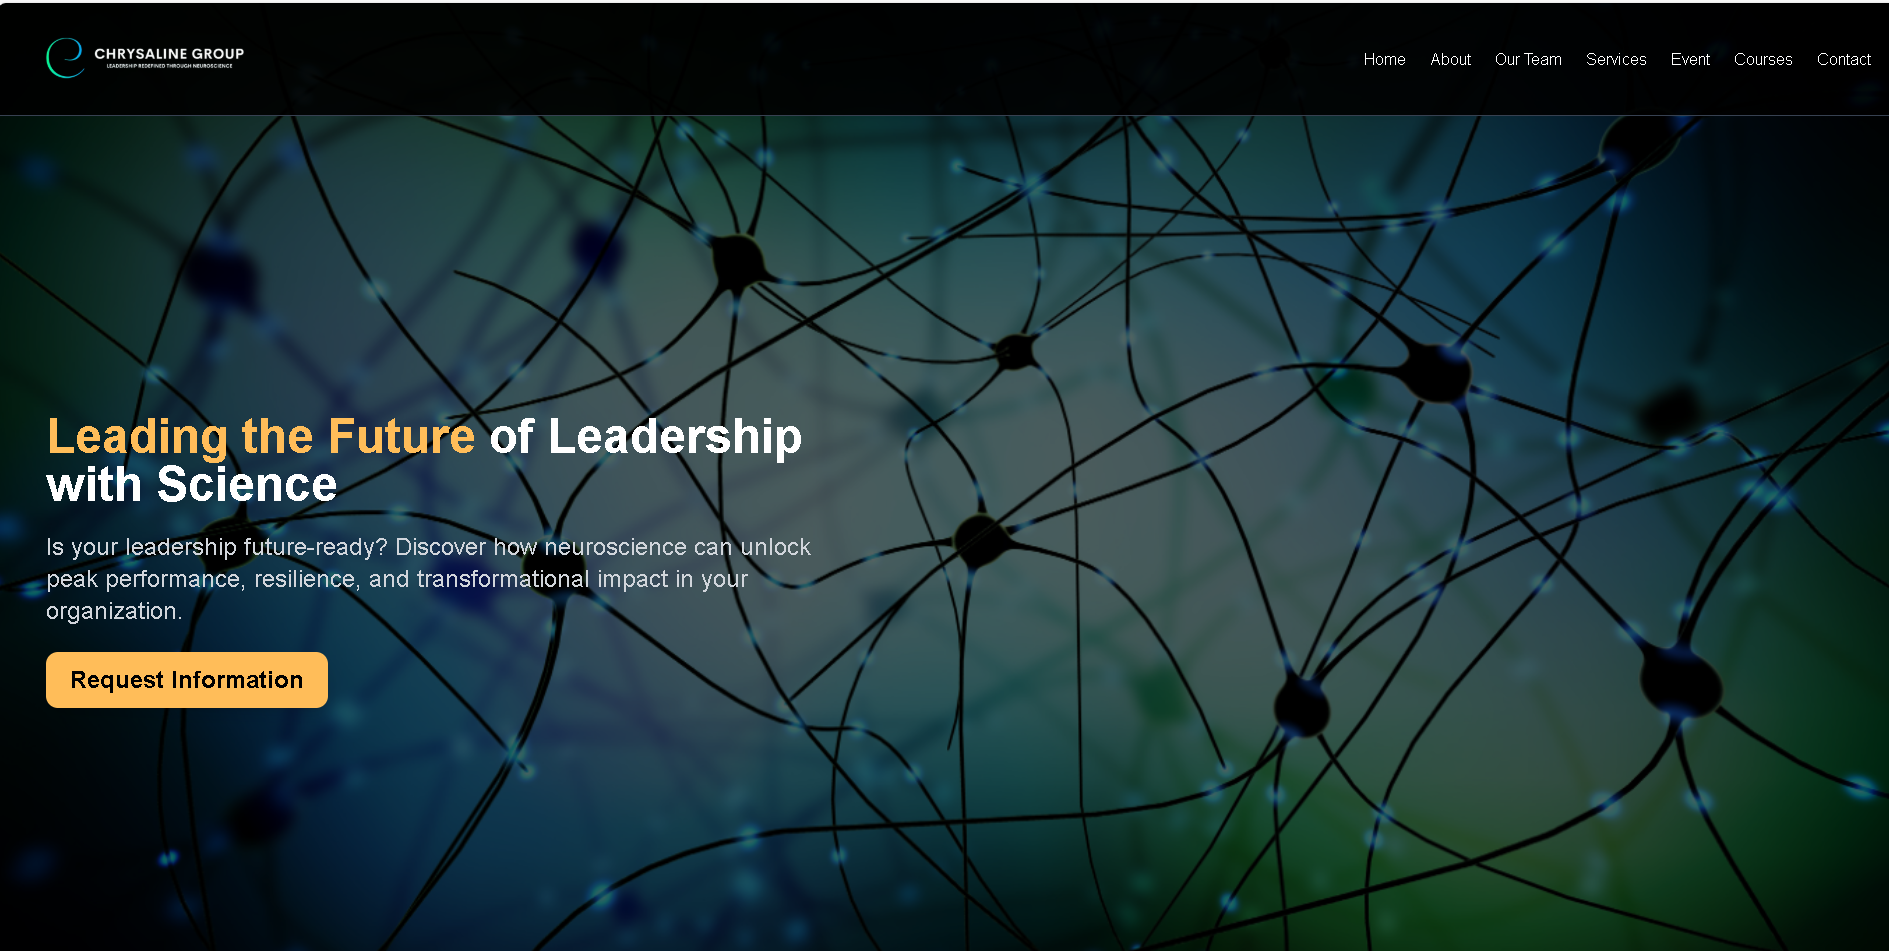 CHRYSALINE GROUP
LEADERSHIP REDEFINED THROUGH NEUROSCIENCE
Home About Our Team Services Event Courses Contact
Leading the Future of Leadership
with Science
Is your leadership future-ready? Discover how neuroscience can unlock
peak performance, resilience, and transformational impact in your
organization.
Request Information